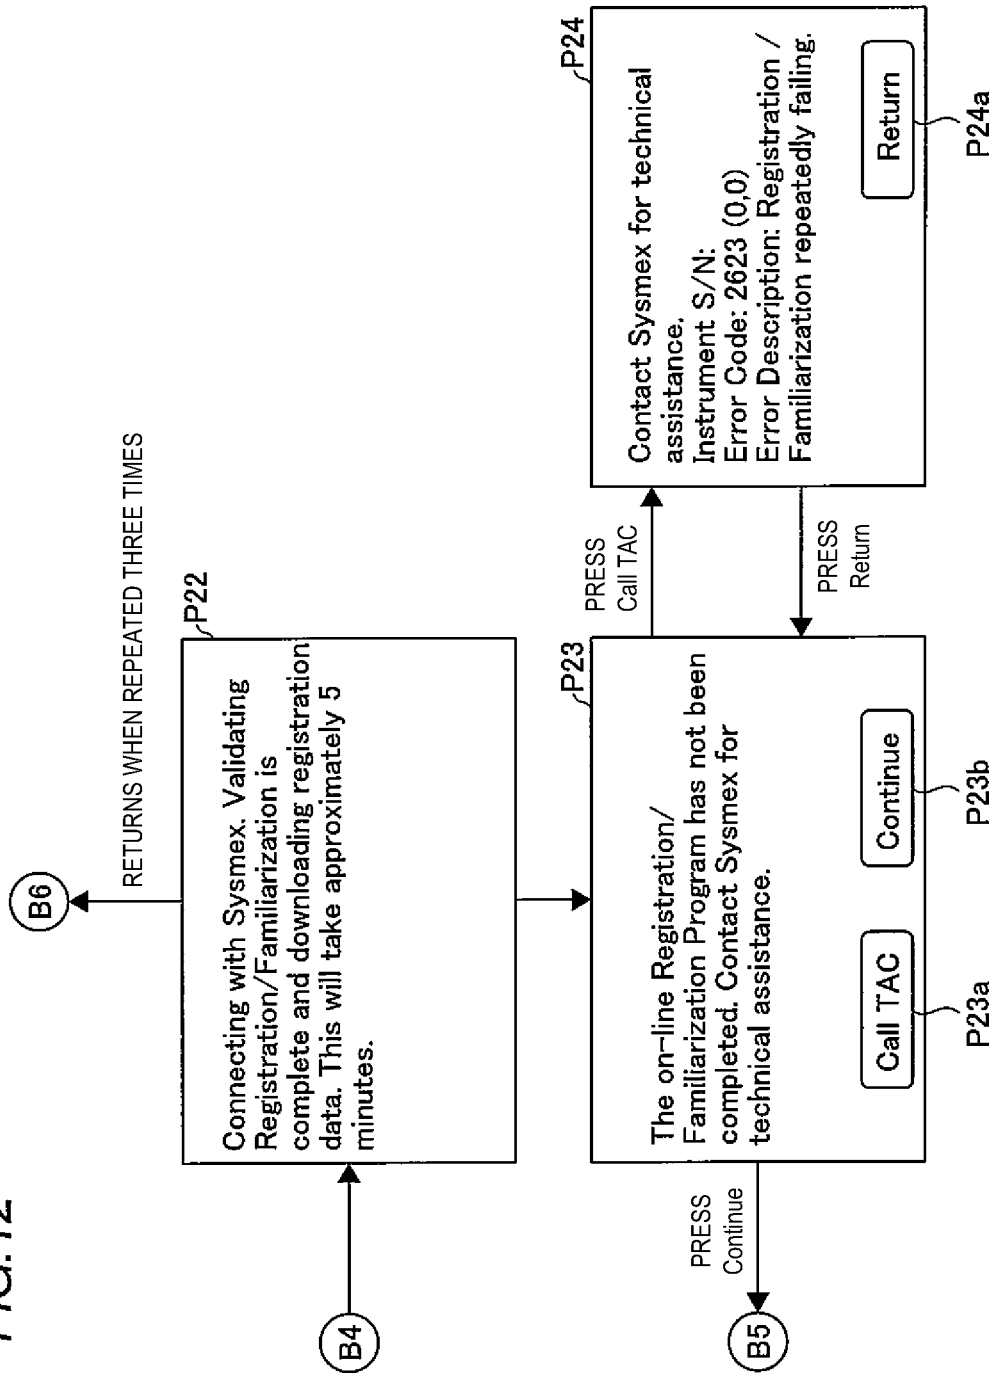 FIG.12
B6
RETURNS WHEN REPEATED THREE TIMES
P22
Connecting with Sysmex. Validating
Registration/Familiarization is
complete and downloading registration
data. This will take approximately 5
minutes.
B4
P23
The on-line Registration/
Familiarization Program has not been
completed. Contact Sysmex for
technical assistance.
Call TAC
Continue
P23a
P23b
PRESS
Continue
B5
PRESS
Call TAC
PRESS
Return
P24
Contact Sysmex for technical
assistance.
Instrument S/N:
Error Code: 2623 (0,0)
Error Description: Registration /
Familiarization repeatedly failing.
Return
P24a